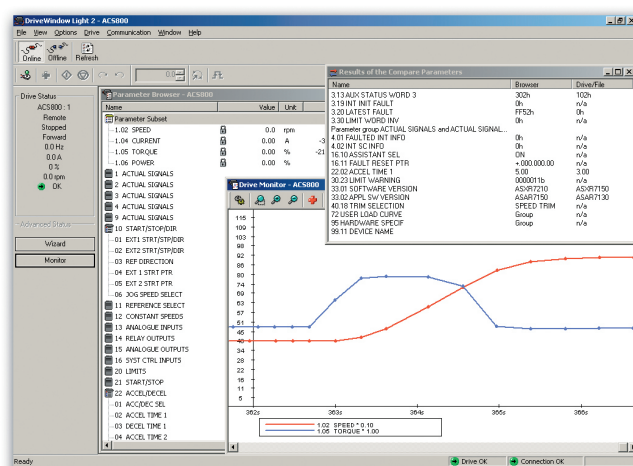 DriveWindow Light 2 - ACS800
File View Options Drive Communication Window Help
Online Offline Refresh
0.0
Drive Status
ACS800 : 1
Remote
Stopped
Forward
0.0 Hz
0.0 A
0 %
0.0 rpm
OK
Advanced Status
Wizard
Monitor
Parameter Browser - ACS800
Name Value Unit
Parameter Subset
1.02 SPEED 0.0 rpm
1.04 CURRENT 0.00 A -3
1.05 TORQUE 0.00 % -21
1.06 POWER 0.00 %
1 ACTUAL SIGNALS
2 ACTUAL SIGNALS
3 ACTUAL SIGNALS
4 ACTUAL SIGNALS
9 ACTUAL SIGNALS
10 START/STOP/DIR
01 EXT1 STRT/STP/DIR
02 EXT2 STRT/STP/DIR
03 REF DIRECTION
04 EXT 1 STRT PTR
05 EXT 2 STRT PTR
06 JOG SPEED SELECT
11 REFERENCE SELECT
12 CONSTANT SPEEDS
13 ANALOGUE INPUTS
14 RELAY OUTPUTS
15 ANALOGUE OUTPUTS
16 SYST CTRL INPUTS
20 LIMITS
21 START/STOP
22 ACCEL/DECEL
01 ACC/DEC SEL
02 ACCEL TIME 1
03 DECEL TIME 1
04 ACCEL TIME 2
Results of the Compare Parameters
Name Browser Drive/File
3.13 AUX STATUS WORD 3 302h 102h
3.19 INT INIT FAULT 0h n/a
3.20 LATEST FAULT FF52h 0h
3.30 LIMIT WORD INV 0h n/a
Parameter group ACTUAL SIGNALS and ACTUAL SIGNAL...
4.01 FAULTED INT INFO 0h n/a
4.02 INT SC INFO 0h n/a
16.10 ASSISTANT SEL ON n/a
16.11 FAULT RESET PTR +.000.00.00 n/a
22.02 ACCEL TIME 1 5.00 3.00
30.23 LIMIT WARNING 0000011b n/a
33.01 SOFTWARE VERSION ASXR7210 ASXR7150
33.02 APPL SW VERSION ASAR7150 ASAR7130
40.18 TRIM SELECTION SPEED TRIM n/a
72 USER LOAD CURVE Group n/a
95 HARDWARE SPECIF Group n/a
99.11 DEVICE NAME
Drive Monitor - ACS800
115
109
103
98
92
86
80
74
69
63
57
51
45
40
34
28
22
16
11
5
362s 363s 364s 365s 366s
1.02 SPEED * 0.10
1.05 TORQUE * 1.00
Ready Drive OK Connection OK